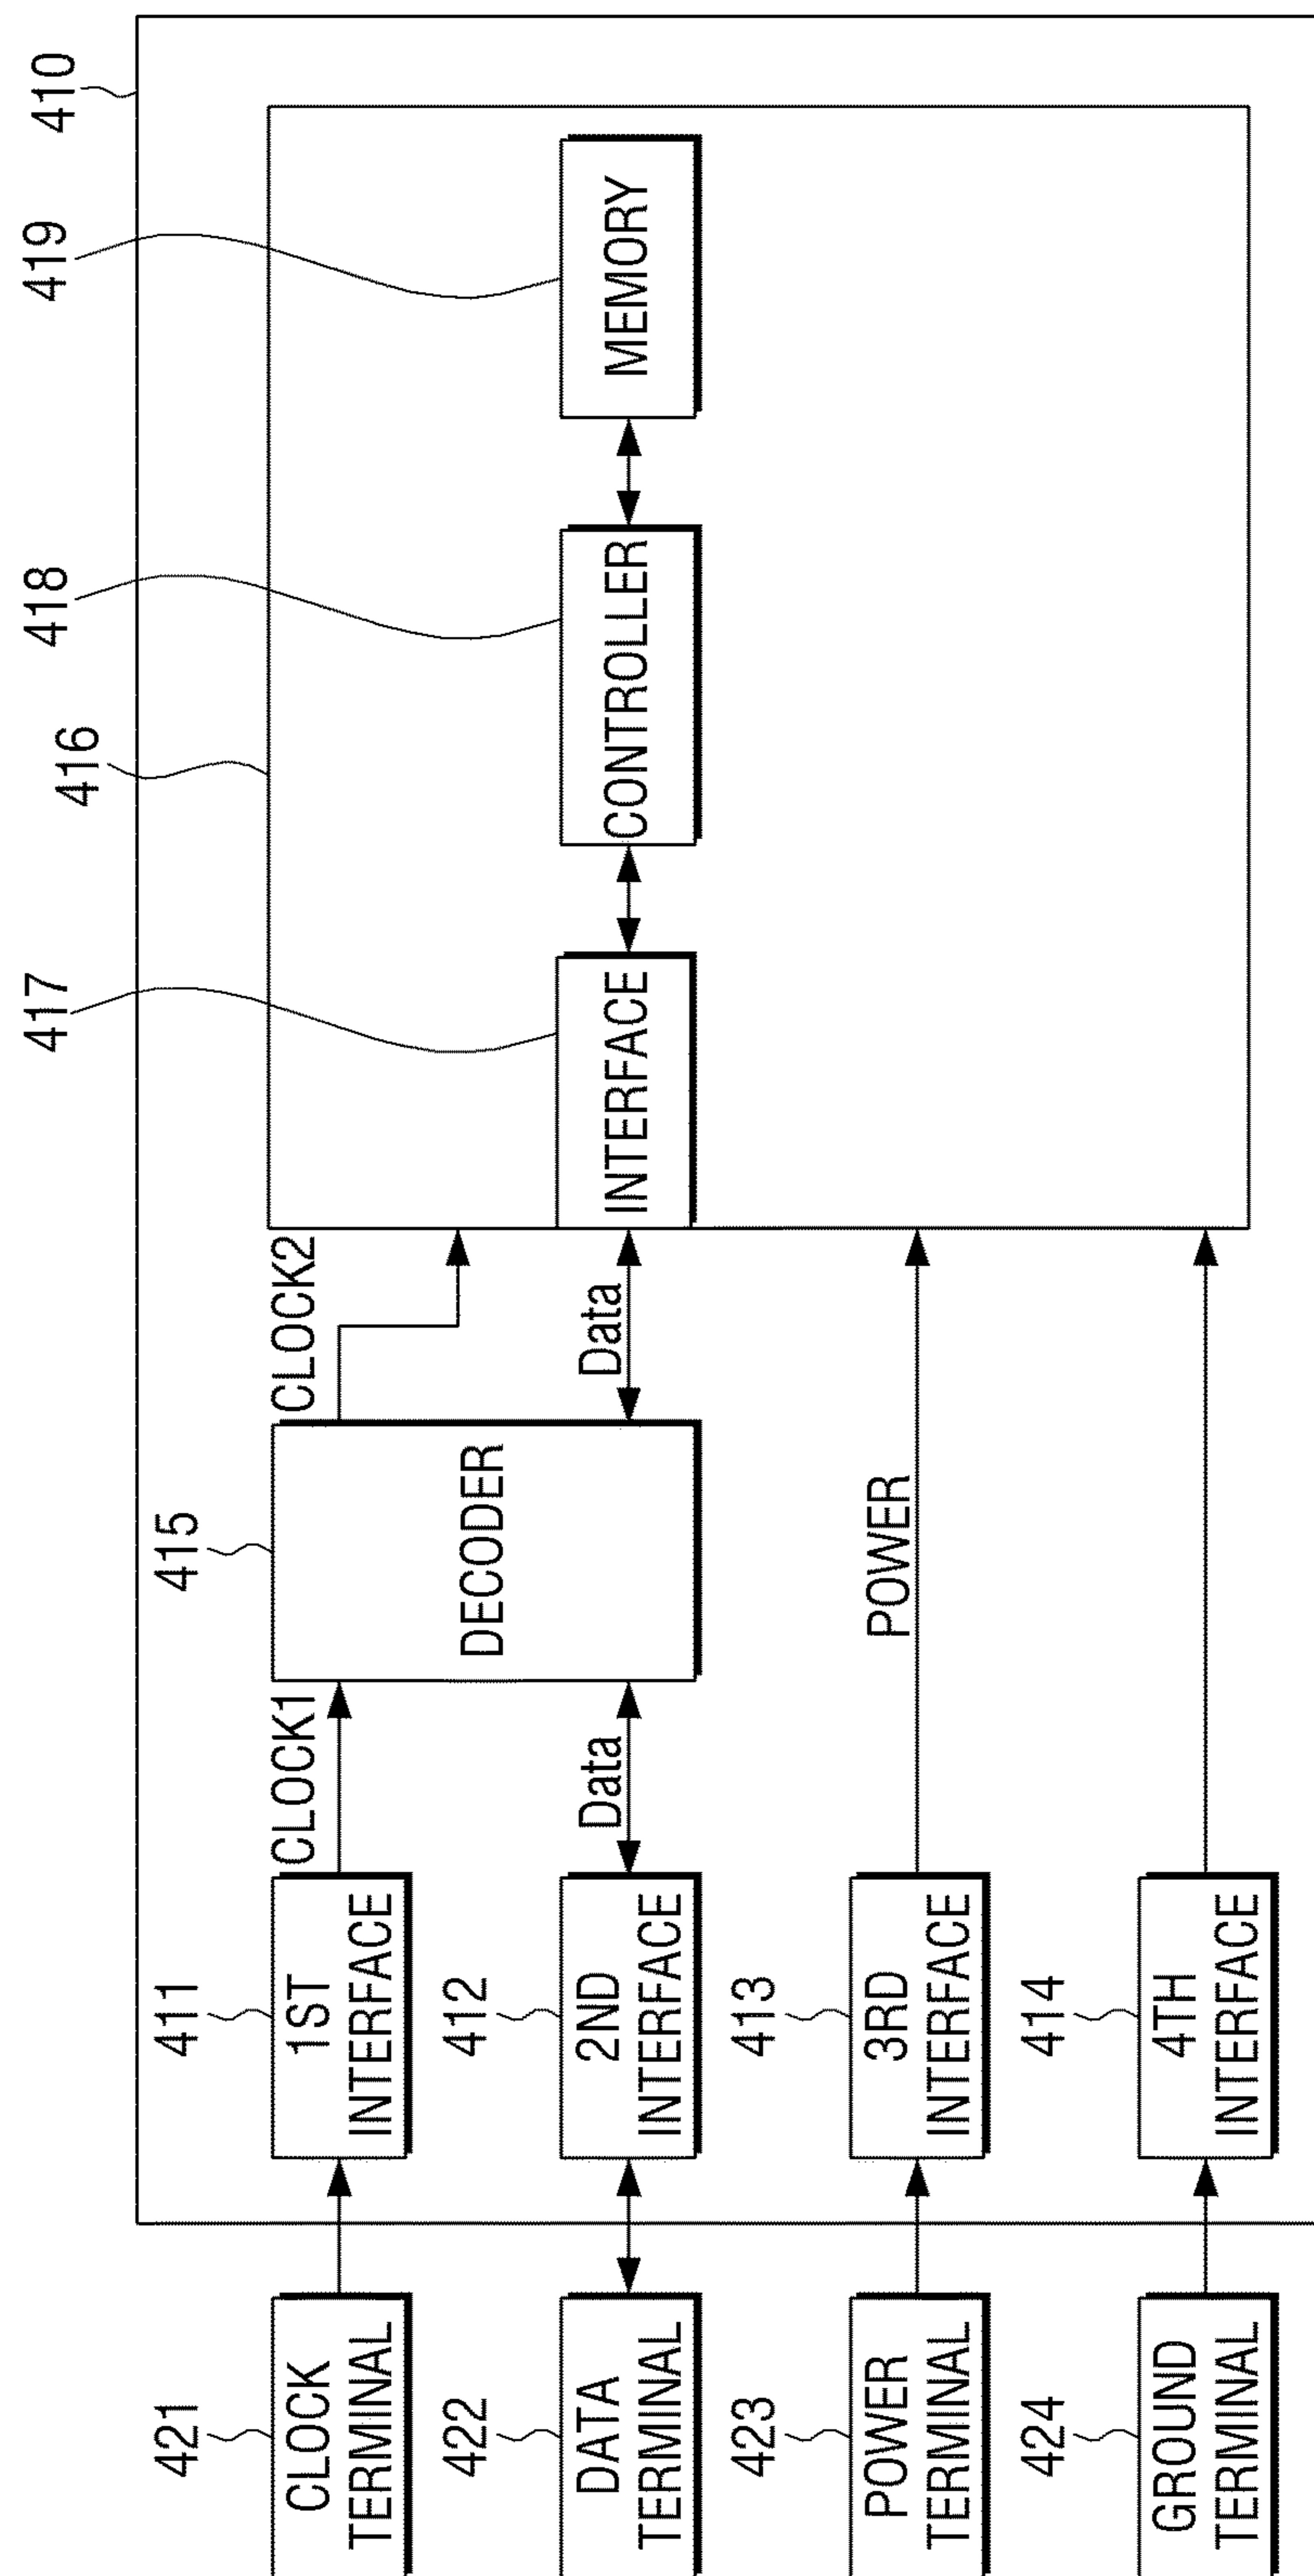 410
419
418
416
417
MEMORY
CONTROLLER
INTERFACE
CLOCK2
Data
415
DECODER
CLOCK1
Data
POWER
411
1ST
INTERFACE
412
2ND
INTERFACE
413
3RD
INTERFACE
414
4TH
INTERFACE
421
CLOCK
TERMINAL
422
DATA
TERMINAL
423
POWER
TERMINAL
424
GROUND
TERMINAL